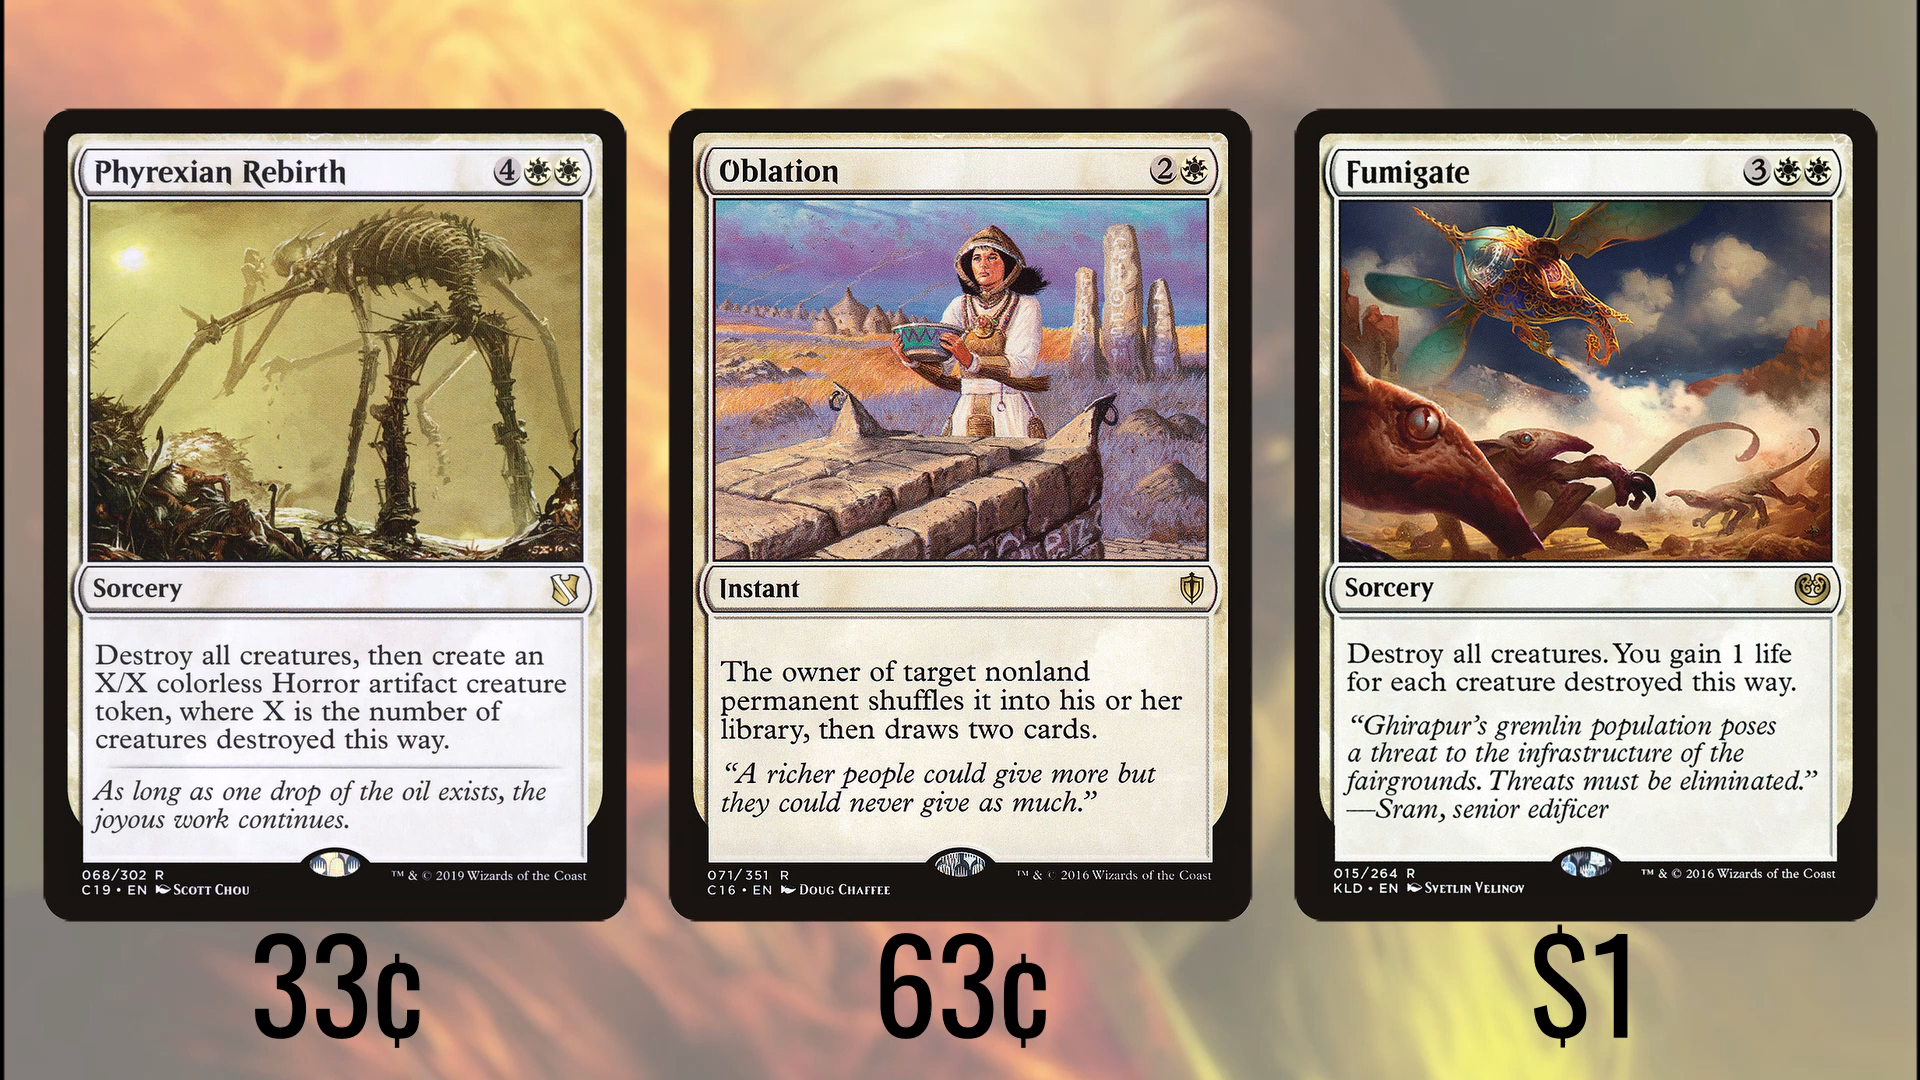 Phyrexian Rebirth 4
Sorcery
Destroy all creatures, then create an
X/X colorless Horror artifact creature
token, where X is the number of
creatures destroyed this way.
As long as one drop of the oil exists, the
joyous work continues.
068/302 R
C19 • EN Scott Chou
™ & © 2019 Wizards of the Coast
33¢
Oblation 2
Instant
The owner of target nonland
permanent shuffles it into his or her
library, then draws two cards.
“A richer people could give more but
they could never give as much.”
071/351 R
C16 • EN Doug Chaffee
™ & © 2016 Wizards of the Coast
63¢
Fumigate 3
Sorcery
Destroy all creatures. You gain 1 life
for each creature destroyed this way.
“Ghirapur’s gremlin population poses
a threat to the infrastructure of the
fairgrounds. Threats must be eliminated.”
—Sram, senior edificer
015/264 R
KLD • EN Svetlin Velinov
™ & © 2016 Wizards of the Coast
$1